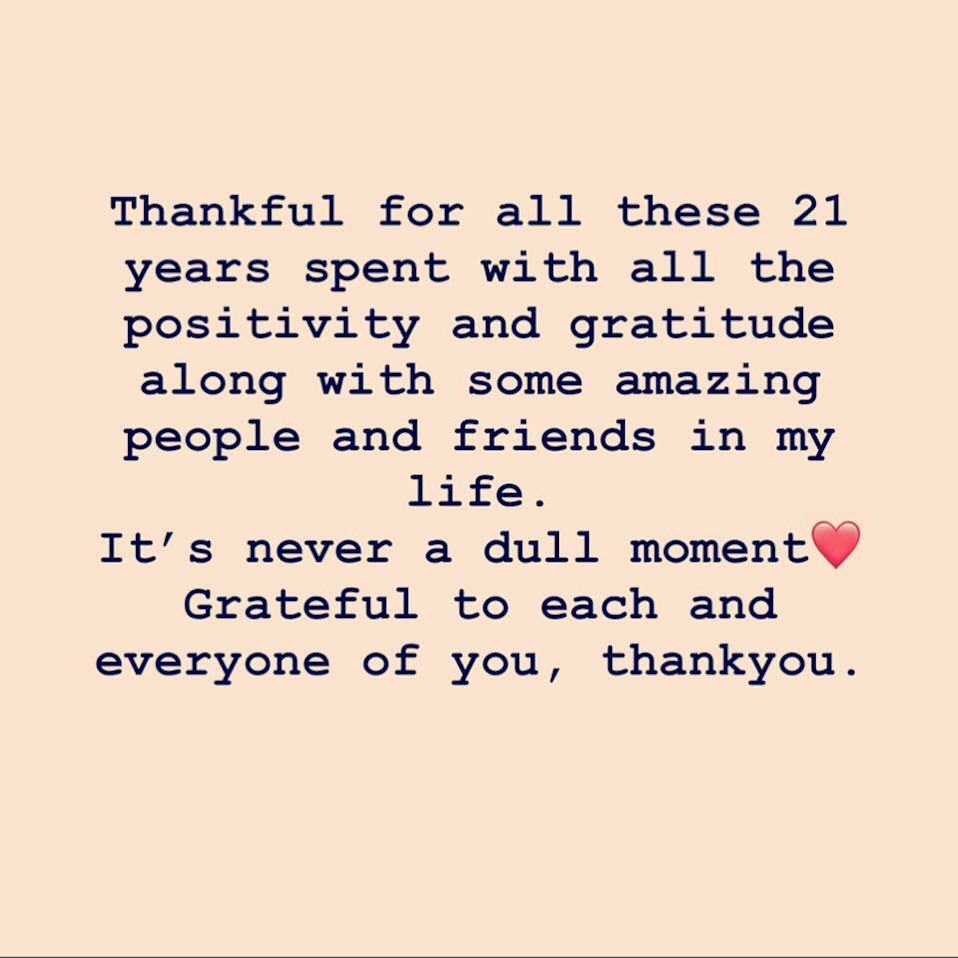 Thankful for all these 21
years spent with all the
positivity and gratitude
along with some amazing
people and friends in my
life.
It’s never a dull moment❤️
Grateful to each and
everyone of you, thankyou.